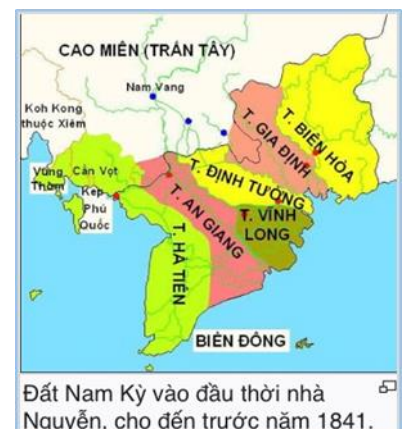 CAO MIÊN (TRẤN TÂY)
Nam Vang
Koh Kong
thuộc Xiêm
T. GIA ĐỊNH
T. BIÊN HÒA
Vũng
Thơm
Cần Vọt
Kep
Phú
Quốc
T. ĐỊNH TƯỜNG
T. AN GIANG
T. VĨNH
LONG
T. HÀ TIÊN
BIỂN ĐÔNG
Đất Nam Kỳ vào đầu thời nhà
Nguyễn, cho đến trước năm 1841.